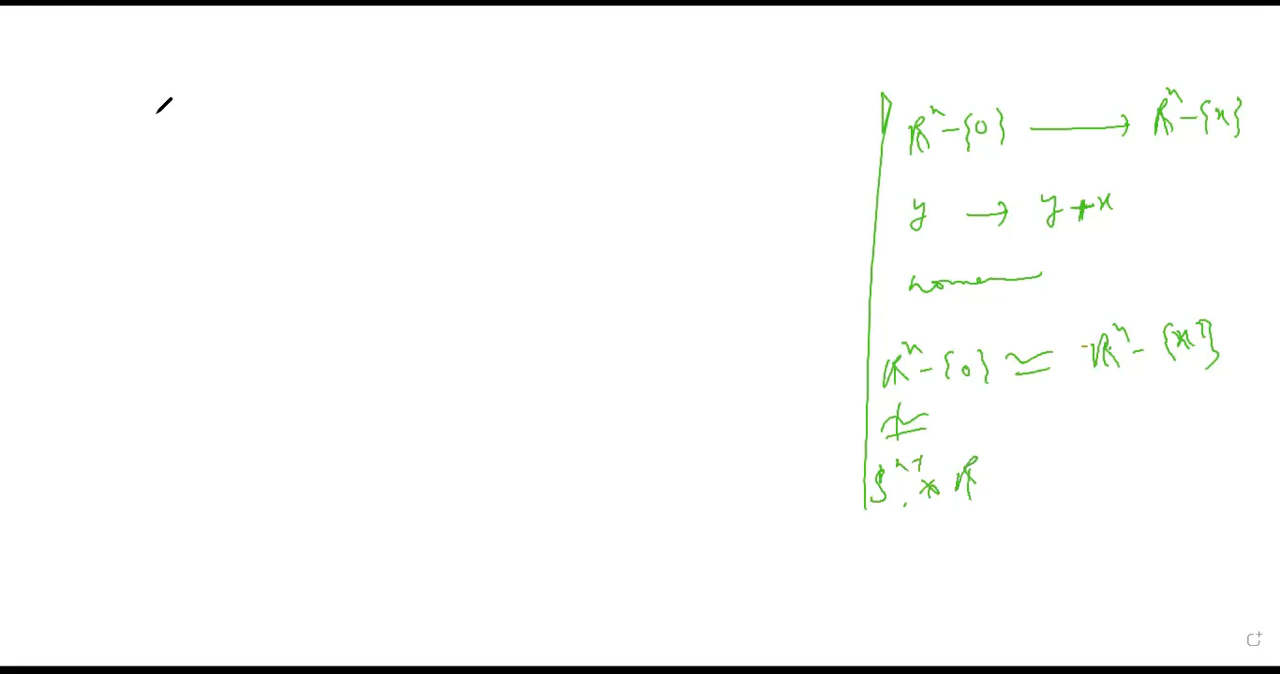 ℝⁿ - {0} ⟶ ℝⁿ - {x}
y → y + x
homeo
ℝⁿ - {0} ≃ ℝⁿ - {x}
≄
Sⁿ⁻¹ × ℝ